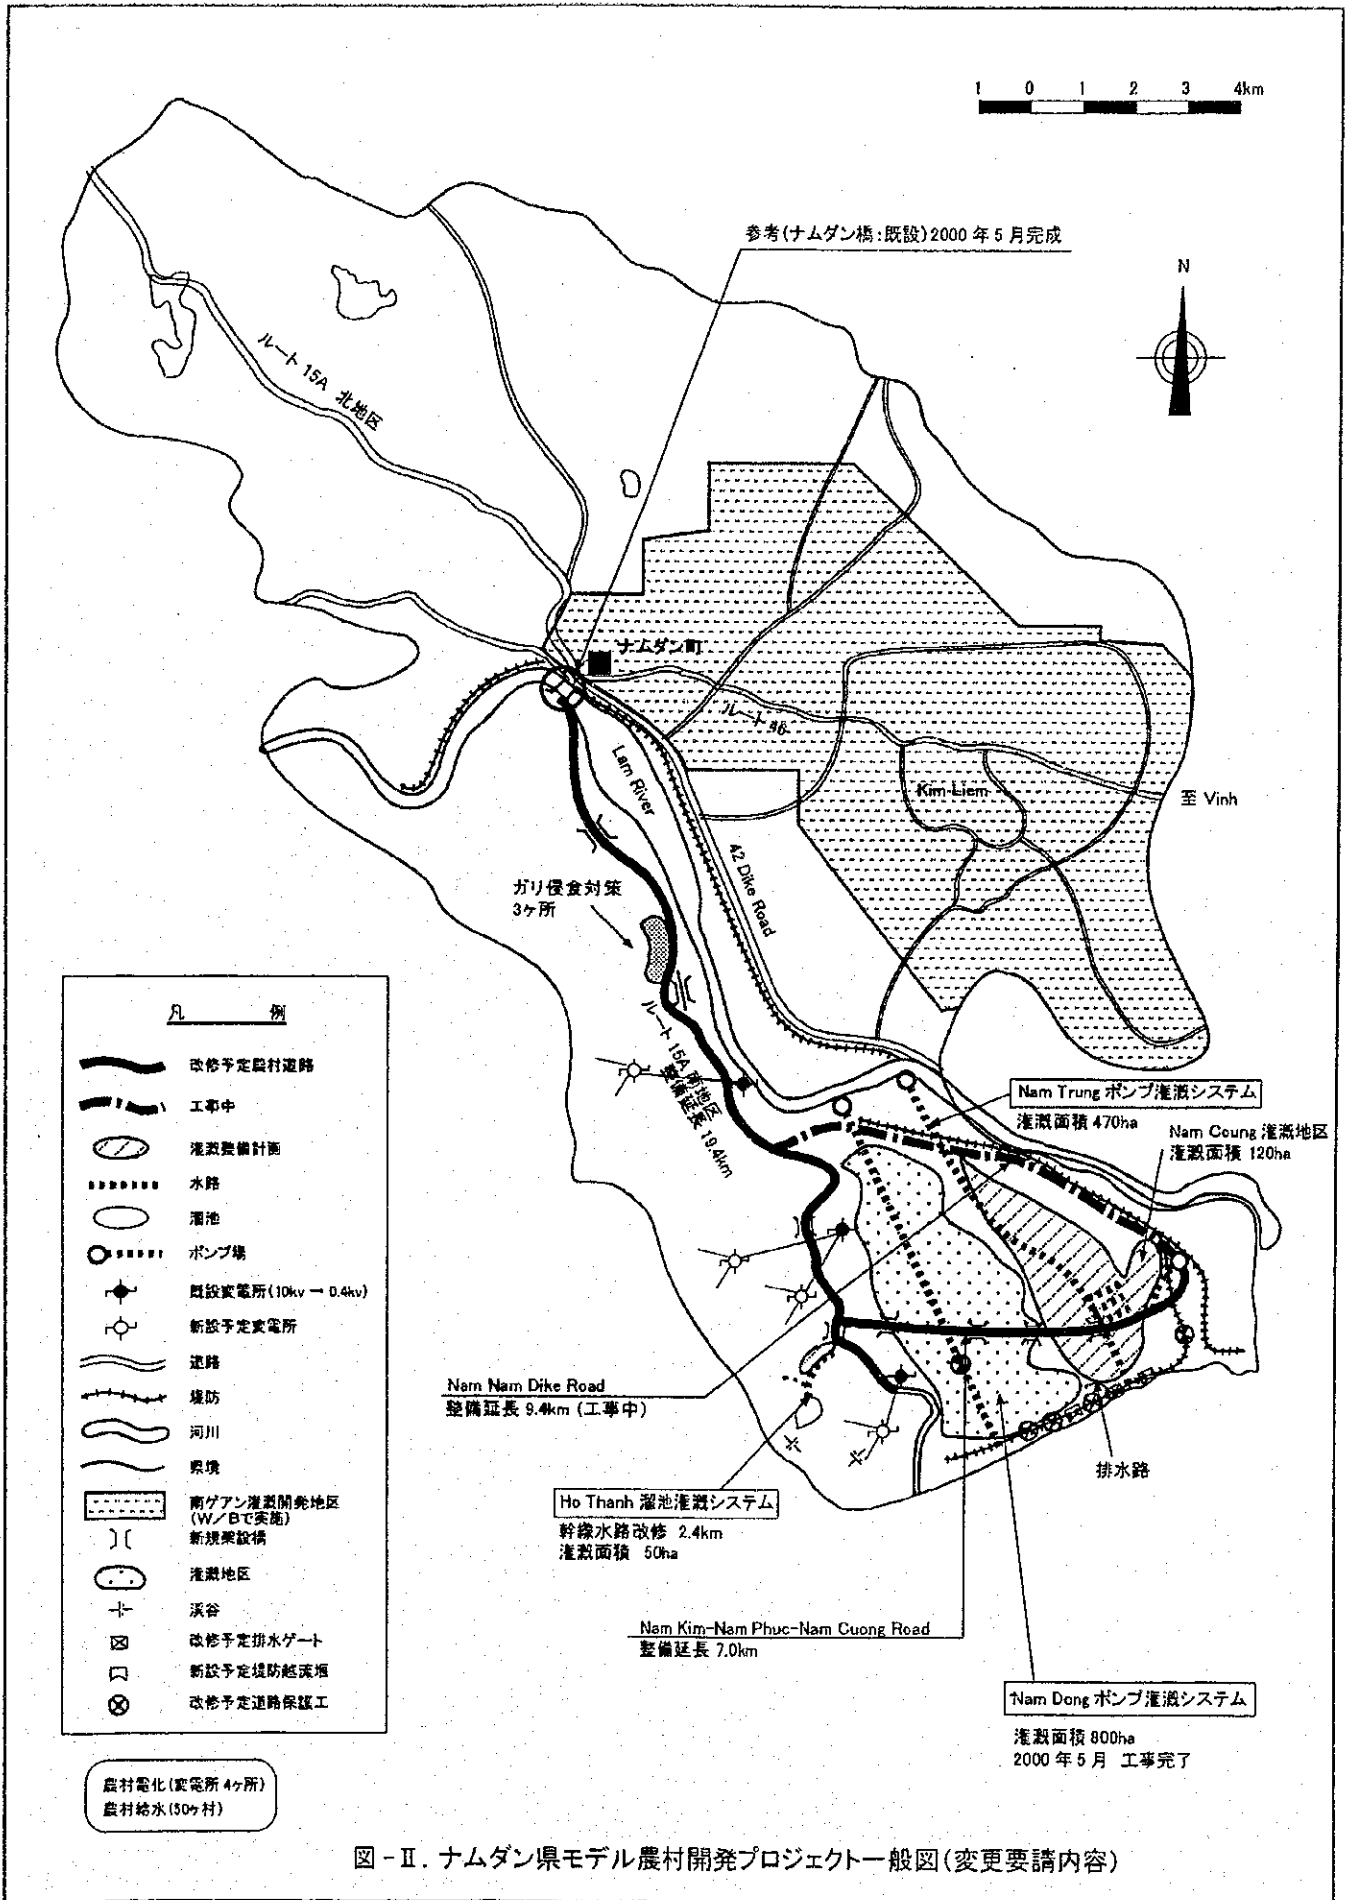 1 0 1 2 3 4km
参考(ナムダン橋:既設)2000年5月完成
N
ルート 15A 北地区
ナムダン町
ルート 46
Lam River
Kim-Liem
至 Vinh
42 Dike Road
ガリ侵食対策
3ヶ所
ルート 15A 南地区
整備延長 19.4km
Nam Trung ポンプ灌漑システム
灌漑面積 470ha
Nam Coung 灌漑地区
灌漑面積 120ha
凡 例
改修予定農村道路
工事中
灌漑整備計画
水路
溜池
ポンプ場
既設変電所(10kv → 0.4kv)
新設予定変電所
道路
堤防
河川
県境
南ゲアン灌漑開発地区
(W/Bで実施)
新規架設橋
灌漑地区
渓谷
改修予定排水ゲート
新設予定堤防越流堰
改修予定道路保護工
Nam Nam Dike Road
整備延長 9.4km (工事中)
排水路
Ho Thanh 溜池灌漑システム
幹線水路改修 2.4km
灌漑面積 50ha
Nam Kim-Nam Phuc-Nam Cuong Road
整備延長 7.0km
Nam Dong ポンプ灌漑システム
灌漑面積 800ha
2000年5月 工事完了
農村電化(変電所 4ヶ所)
農村給水(50ヶ村)
図-Ⅱ. ナムダン県モデル農村開発プロジェクト一般図(変更要請内容)